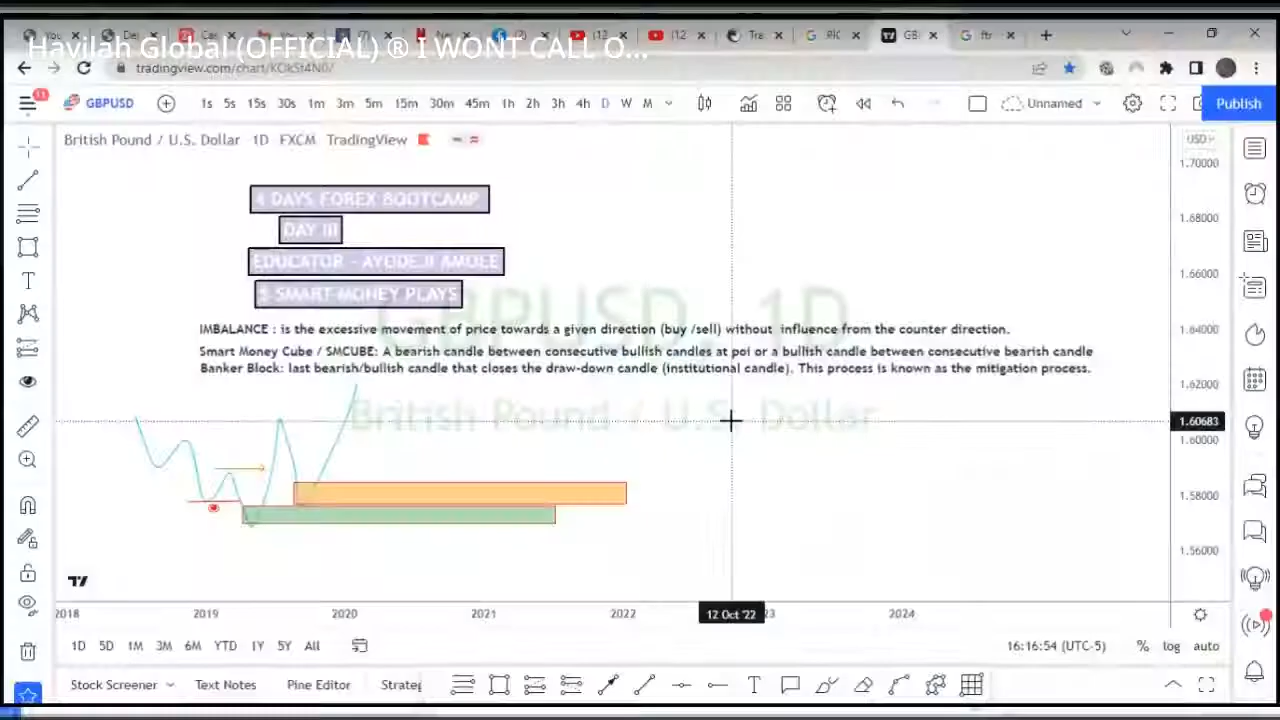 Havilah Global (OFFICIAL) ® I WONT CALL O...
tradingview.com/chart/KCIkSt4N0/
11
GBPUSD 1s 5s 15s 30s 1m 3m 5m 15m 30m 45m 1h 2h 3h 4h D W M Unnamed Publish
British Pound / U.S. Dollar 1D FXCM TradingView
USD
1.70000
4 DAYS FOREX BOOTCAMP
1.68000
DAY III
EDUCATOR - AYODEJI AMOLE
1.66000
5 SMART MONEY PLAYS
GBPUSD, 1D
IMBALANCE : is the excessive movement of price towards a given direction (buy /sell) without influence from the counter direction.
1.64000
Smart Money Cube / SMCUBE: A bearish candle between consecutive bullish candles at poi or a bullish candle between consecutive bearish candle
Banker Block: last bearish/bullish candle that closes the draw-down candle (institutional candle). This process is known as the mitigation process.
1.62000
British Pound / U.S. Dollar
1.60683
1.60000
1.58000
1.56000
2018 2019 2020 2021 2022 12 Oct '22 23 2024
1D 5D 1M 3M 6M YTD 1Y 5Y All 16:16:54 (UTC-5) % log auto
Stock Screener Text Notes Pine Editor Strate